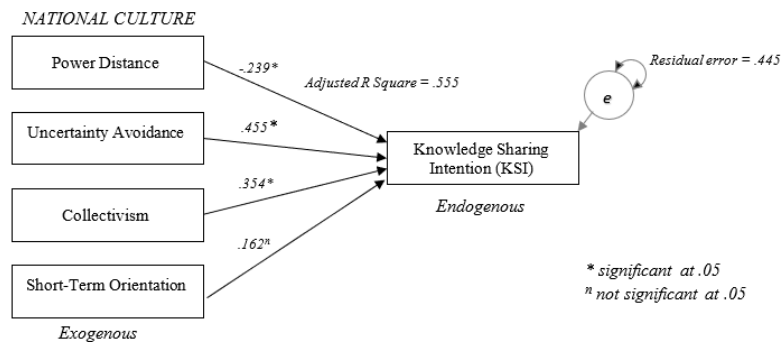 NATIONAL CULTURE
Power Distance
-.239*
Adjusted R Square = .555
Residual error = .445
e
Uncertainty Avoidance
.455*
Knowledge Sharing
Intention (KSI)
Endogenous
.354*
Collectivism
.162ⁿ
Short-Term Orientation
Exogenous
* significant at .05
ⁿ not significant at .05